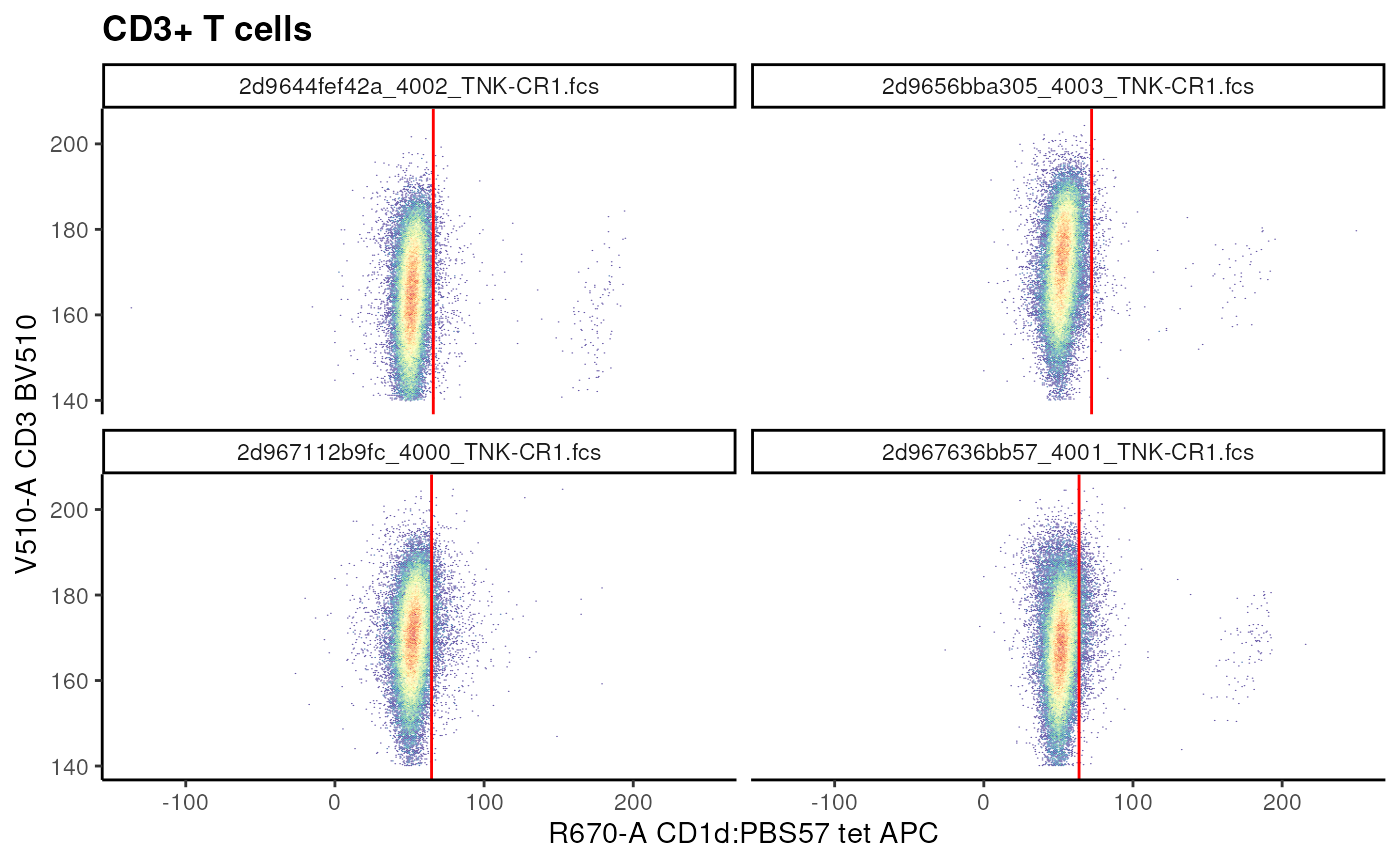 CD3+ T cells
2d9644fef42a_4002_TNK-CR1.fcs
2d9656bba305_4003_TNK-CR1.fcs
200
180
160
140
2d967112b9fc_4000_TNK-CR1.fcs
2d967636bb57_4001_TNK-CR1.fcs
200
180
160
140
V510-A CD3 BV510
-100 0 100 200
-100 0 100 200
R670-A CD1d:PBS57 tet APC